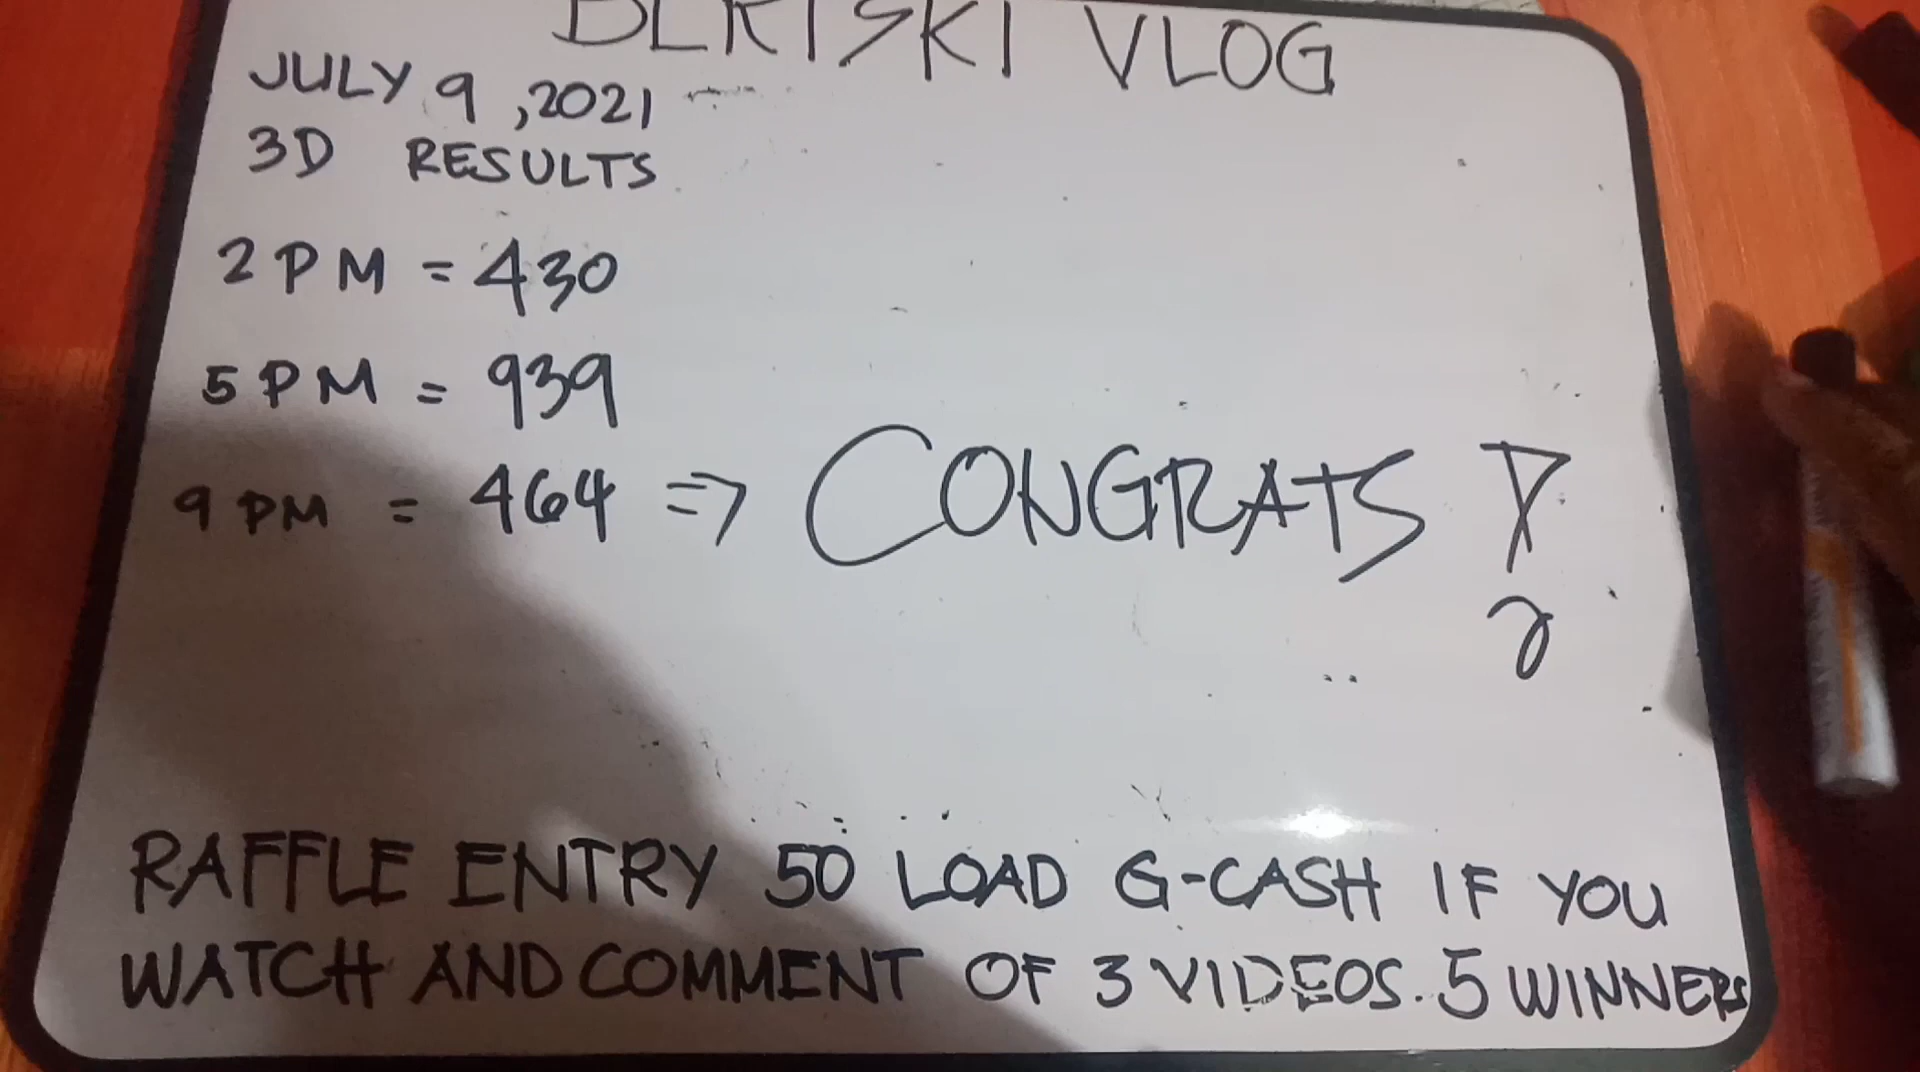 VLOG
JULY 9, 2021
3D RESULTS
2 PM = 430
5 PM = 939
9 PM = 464 => CONGRATS !
RAFFLE ENTRY 50 LOAD G-CASH IF YOU
WATCH AND COMMENT OF 3 VIDEOS. 5 WINNERS